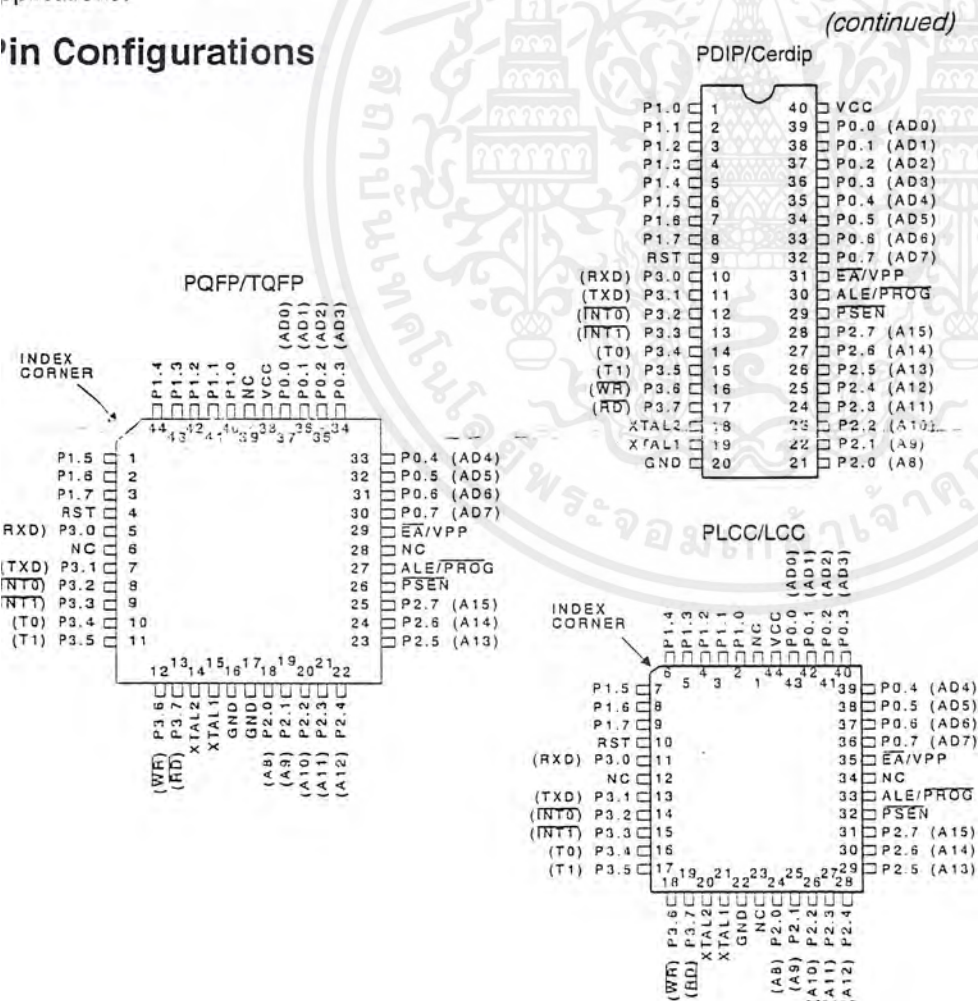 (continued)
Pin Configurations
PDIP/Cerdip
P1.0 1 40 VCC
P1.1 2 39 P0.0 (AD0)
P1.2 3 38 P0.1 (AD1)
P1.3 4 37 P0.2 (AD2)
P1.4 5 36 P0.3 (AD3)
P1.5 6 35 P0.4 (AD4)
P1.6 7 34 P0.5 (AD5)
P1.7 8 33 P0.6 (AD6)
RST 9 32 P0.7 (AD7)
(RXD) P3.0 10 31 EA/VPP
(TXD) P3.1 11 30 ALE/PROG
(INT0) P3.2 12 29 PSEN
(INT1) P3.3 13 28 P2.7 (A15)
(T0) P3.4 14 27 P2.6 (A14)
(T1) P3.5 15 26 P2.5 (A13)
(WR) P3.6 16 25 P2.4 (A12)
(RD) P3.7 17 24 P2.3 (A11)
XTAL2 18 23 P2.2 (A10)
XTAL1 19 22 P2.1 (A9)
GND 20 21 P2.0 (A8)
PQFP/TQFP
INDEX
CORNER
P1.4 P1.3 P1.2 P1.1 P1.0 NC VCC P0.0 (AD0) P0.1 (AD1) P0.2 (AD2) P0.3 (AD3)
44 43 42 41 40 39 38 37 36 35 34
P1.5 1 33 P0.4 (AD4)
P1.6 2 32 P0.5 (AD5)
P1.7 3 31 P0.6 (AD6)
RST 4 30 P0.7 (AD7)
RXD) P3.0 5 29 EA/VPP
NC 6 28 NC
(TXD) P3.1 7 27 ALE/PROG
INT0) P3.2 8 26 PSEN
INT1) P3.3 9 25 P2.7 (A15)
(T0) P3.4 10 24 P2.6 (A14)
(T1) P3.5 11 23 P2.5 (A13)
12 13 14 15 16 17 18 19 20 21 22
(WR) P3.6 (RD) P3.7 XTAL2 XTAL1 GND GND (A8) P2.0 (A9) P2.1 (A10) P2.2 (A11) P2.3 (A12) P2.4
PLCC/LCC
INDEX
CORNER
P1.4 P1.3 P1.2 P1.1 P1.0 NC VCC P0.0 (AD0) P0.1 (AD1) P0.2 (AD2) P0.3 (AD3)
6 5 4 3 2 1 44 43 42 41 40
P1.5 7 39 P0.4 (AD4)
P1.6 8 38 P0.5 (AD5)
P1.7 9 37 P0.6 (AD6)
RST 10 36 P0.7 (AD7)
(RXD) P3.0 11 35 EA/VPP
NC 12 34 NC
(TXD) P3.1 13 33 ALE/PROG
(INT0) P3.2 14 32 PSEN
(INT1) P3.3 15 31 P2.7 (A15)
(T0) P3.4 16 30 P2.6 (A14)
(T1) P3.5 17 29 P2.5 (A13)
18 19 20 21 22 23 24 25 26 27 28
(WR) P3.6 (RD) P3.7 XTAL2 XTAL1 GND NC (A8) P2.0 (A9) P2.1 (A10) P2.2 (A11) P2.3 (A12) P2.4